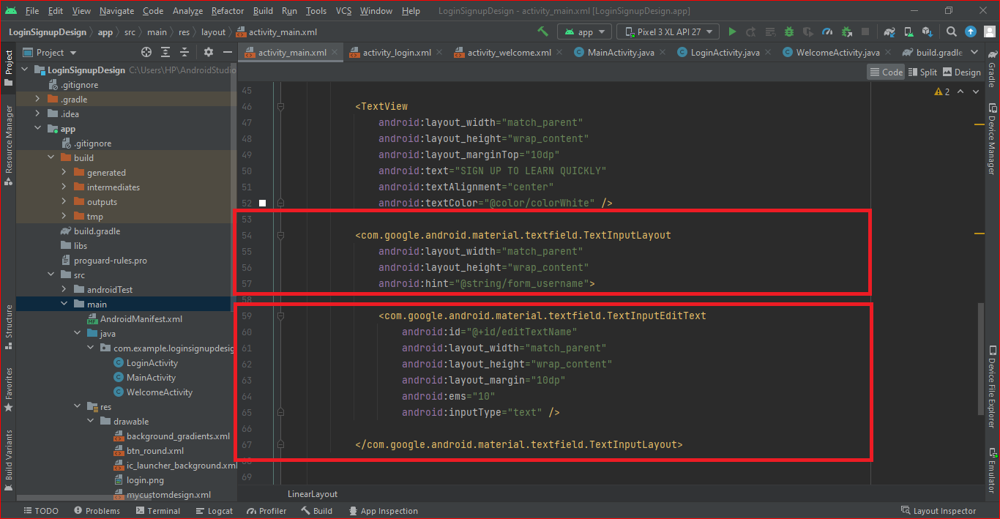 File Edit View Navigate Code Analyze Refactor Build Run Tools VCS Window Help LoginSignupDesign - activity_main.xml [LoginSignupDesign.app]
LoginSignupDesign app src main res layout activity_main.xml app Pixel 3 XL API 27
Project
activity_main.xml activity_login.xml activity_welcome.xml MainActivity.java LoginActivity.java WelcomeActivity.java build.gradle
Code Split Design
2
Project
Resource Manager
Structure
Favorites
Build Variants
LoginSignupDesign C:\Users\HP\AndroidStudio
.gitignore
.gradle
.idea
app
.gitignore
build
generated
intermediates
outputs
tmp
build.gradle
libs
proguard-rules.pro
src
androidTest
main
AndroidManifest.xml
java
com.example.loginsignupdesig
LoginActivity
MainActivity
WelcomeActivity
res
drawable
background_gradients.xml
btn_round.xml
ic_launcher_background.xml
login.png
mycustomdesign.xml
45
46 <TextView
47 android:layout_width="match_parent"
48 android:layout_height="wrap_content"
49 android:layout_marginTop="10dp"
50 android:text="SIGN UP TO LEARN QUICKLY"
51 android:textAlignment="center"
52 android:textColor="@color/colorWhite" />
53
54 <com.google.android.material.textfield.TextInputLayout
55 android:layout_width="match_parent"
56 android:layout_height="wrap_content"
57 android:hint="@string/form_username">
58
59 <com.google.android.material.textfield.TextInputEditText
60 android:id="@+id/editTextName"
61 android:layout_width="match_parent"
62 android:layout_height="wrap_content"
63 android:layout_margin="10dp"
64 android:ems="10"
65 android:inputType="text" />
66
67 </com.google.android.material.textfield.TextInputLayout>
68
69
LinearLayout
Gradle
Device Manager
Device File Explorer
Emulator
TODO Problems Terminal Logcat Profiler Build App Inspection Layout Inspector